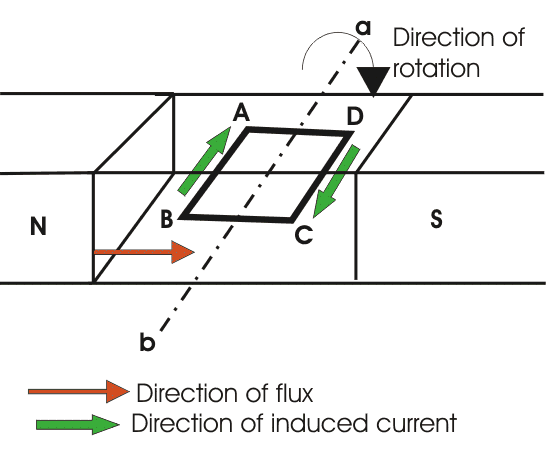 a
Direction of
rotation
A
D
N
B
C
S
b
Direction of flux
Direction of induced current